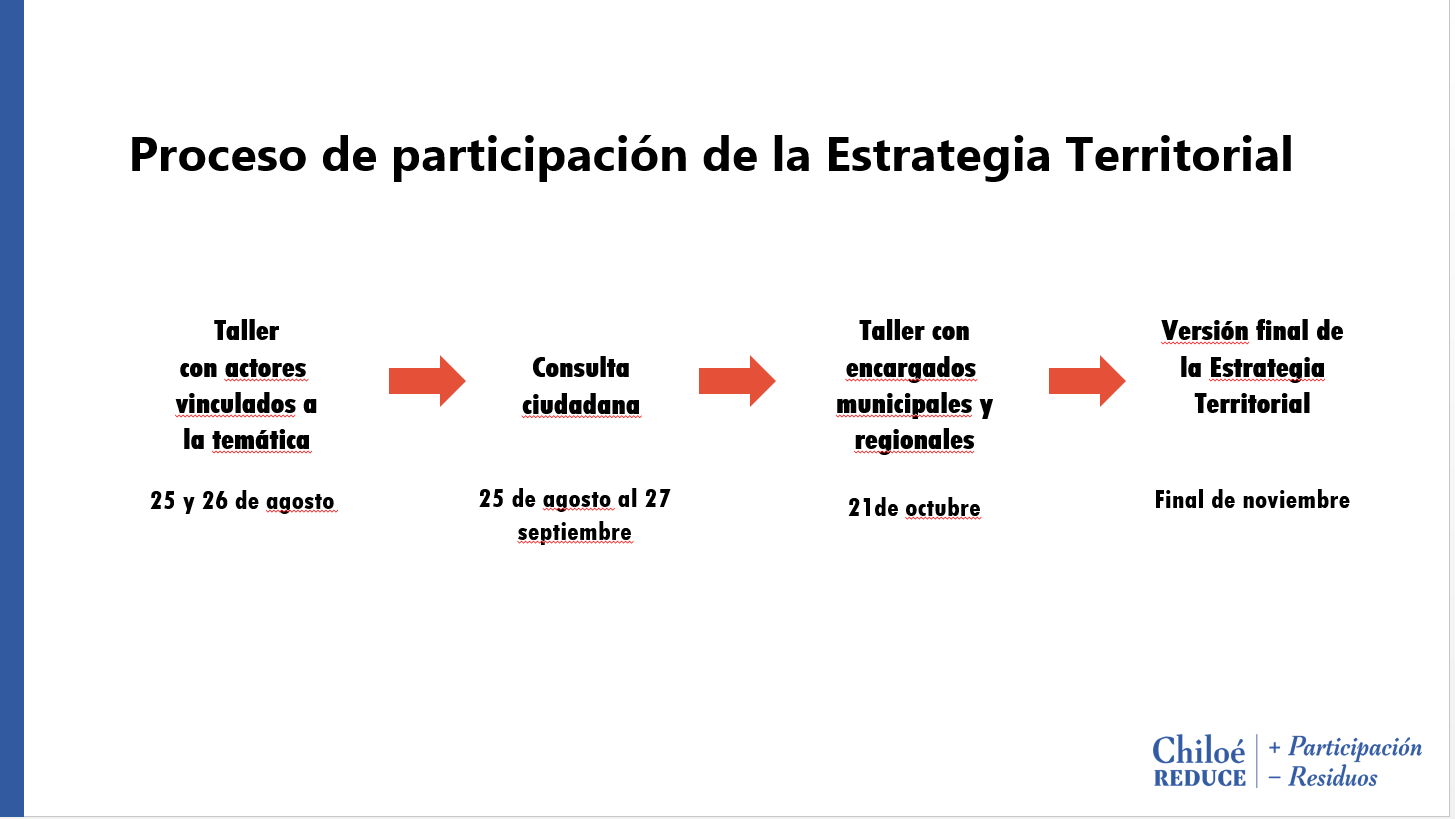 Proceso de participación de la Estrategia Territorial
Taller
con actores
vinculados a
la temática
25 y 26 de agosto
Consulta
ciudadana
25 de agosto al 27
septiembre
Taller con
encargados
municipales y
regionales
21de octubre
Versión final de
la Estrategia
Territorial
Final de noviembre
Chiloé
REDUCE
+ Participación
– Residuos